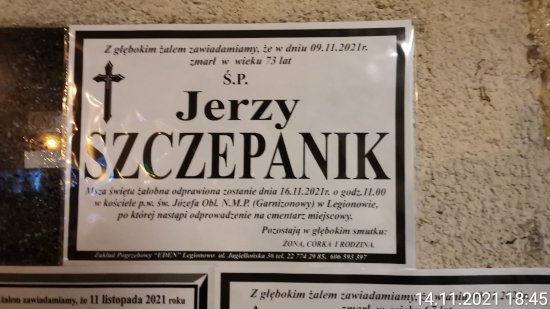 Z głębokim żalem zawiadamiamy, że w dniu 09.11.2021r.
zmarł w wieku 73 lat
Ś.P.
Jerzy
SZCZEPANIK
Msza święta żałobna odprawiona zostanie dnia 16.11.2021r. o godz.11.00
w kościele p.w. św. Józefa Obl. N.M.P. (Garnizonowy) w Legionowie,
po której nastąpi odprowadzenie na cmentarz miejscowy.
Pozostają w głębokim smutku:
ŻONA, CÓRKA I RODZINA.
Zakład Pogrzebowy "EDEN" Legionowo ul. Jagiellońska 36 tel. 22 774 29 85, 606 593 397
żalem zawiadamiamy, że 11 listopada 2021 roku
Z głębokim żalem zawiadamiamy, że w dniu
14.11.2021 18:45